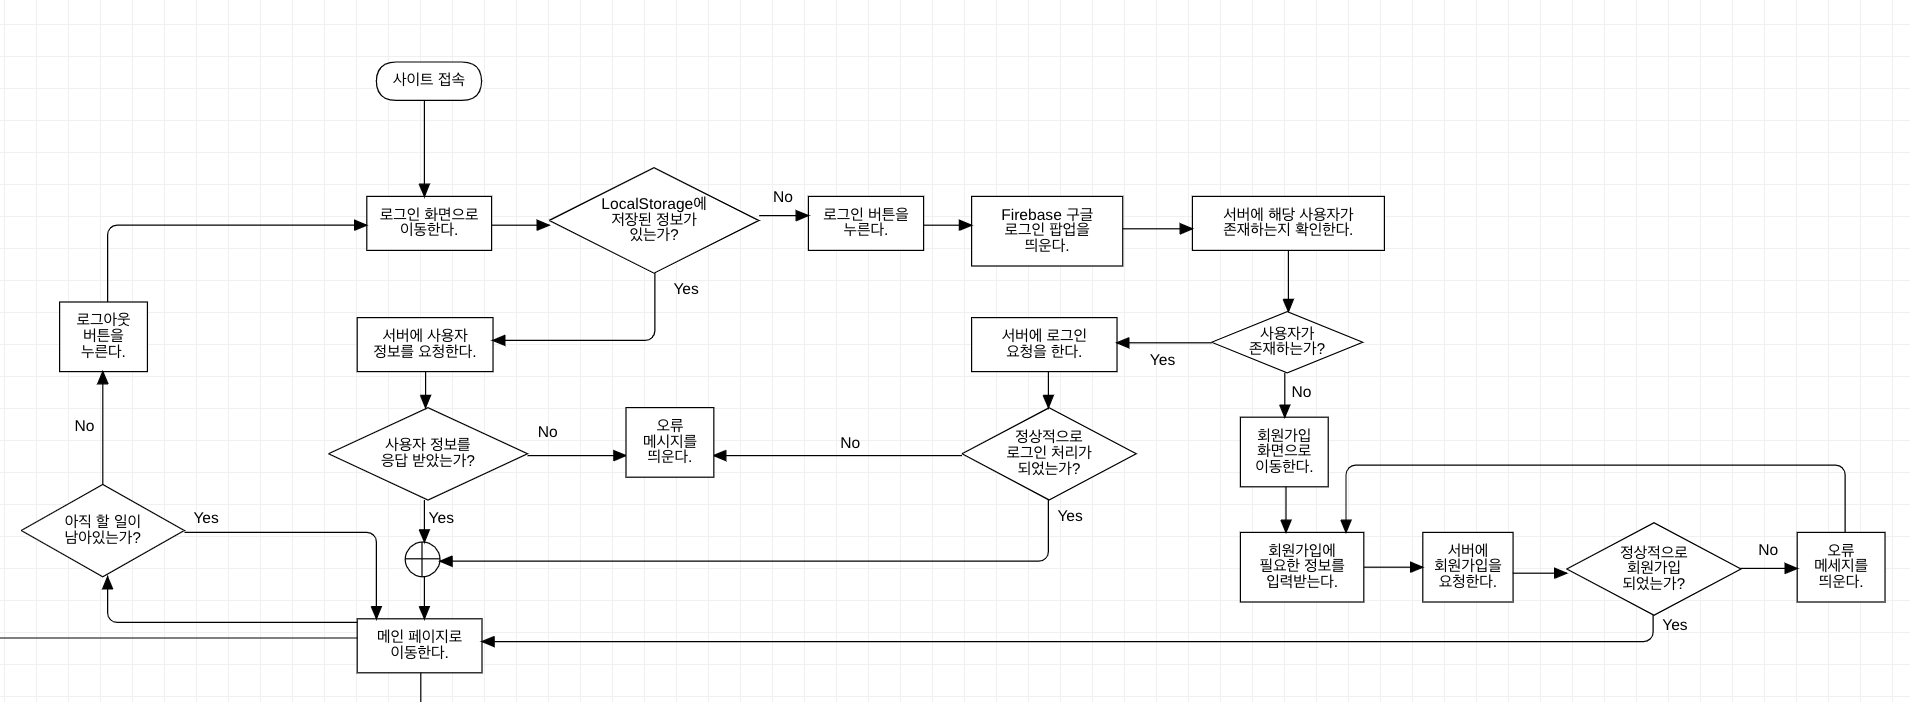 사이트 접속
로그인 화면으로
이동한다.
LocalStorage에
저장된 정보가
있는가?
No
로그인 버튼을
누른다.
Firebase 구글
로그인 팝업을
띄운다.
서버에 해당 사용자가
존재하는지 확인한다.
Yes
로그아웃
버튼을
누른다.
서버에 사용자
정보를 요청한다.
서버에 로그인
요청을 한다.
Yes
사용자가
존재하는가?
No
No
사용자 정보를
응답 받았는가?
No
오류
메시지를
띄운다.
No
정상적으로
로그인 처리가
되었는가?
회원가입
화면으로
이동한다.
아직 할 일이
남아있는가?
Yes
Yes
Yes
회원가입에
필요한 정보를
입력받는다.
서버에
회원가입을
요청한다.
정상적으로
회원가입
되었는가?
No
오류
메세지를
띄운다.
Yes
메인 페이지로
이동한다.